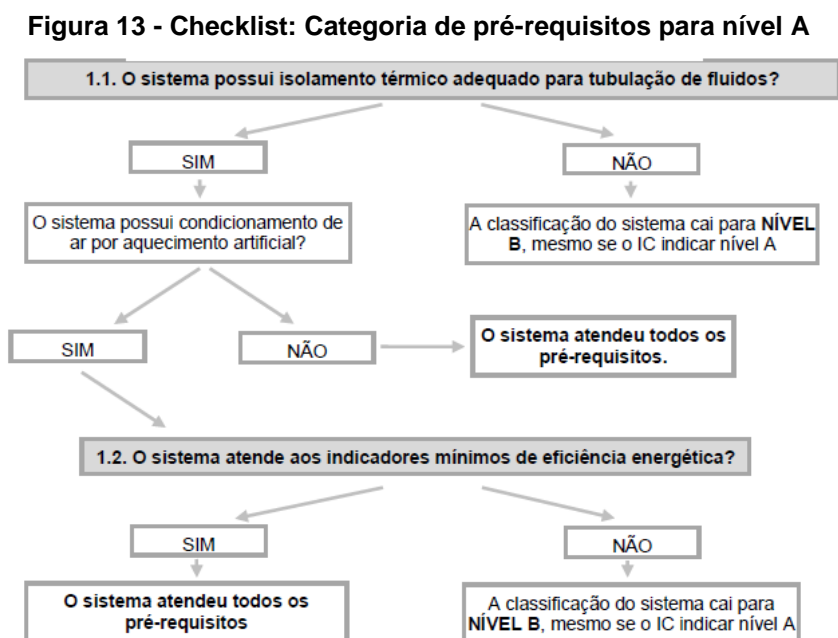 Figura 13 - Checklist: Categoria de pré-requisitos para nível A
1.1. O sistema possui isolamento térmico adequado para tubulação de fluidos?
SIM
NÃO
O sistema possui condicionamento de
ar por aquecimento artificial?
A classificação do sistema cai para NÍVEL
B, mesmo se o IC indicar nível A
SIM
NÃO
O sistema atendeu todos os
pré-requisitos.
1.2. O sistema atende aos indicadores mínimos de eficiência energética?
SIM
NÃO
O sistema atendeu todos os
pré-requisitos
A classificação do sistema cai para
NÍVEL B, mesmo se o IC indicar nível A